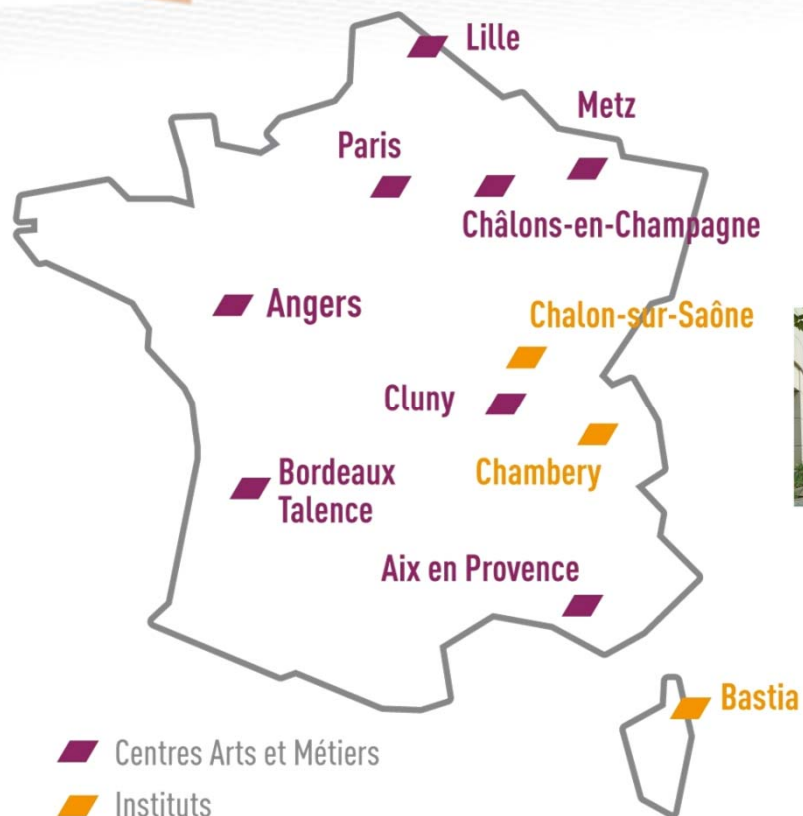 Lille
Metz
Paris
Châlons-en-Champagne
Angers
Chalon-sur-Saône
Cluny
Chambery
Bordeaux
Talence
Aix en Provence
Bastia
Centres Arts et Métiers
Instituts